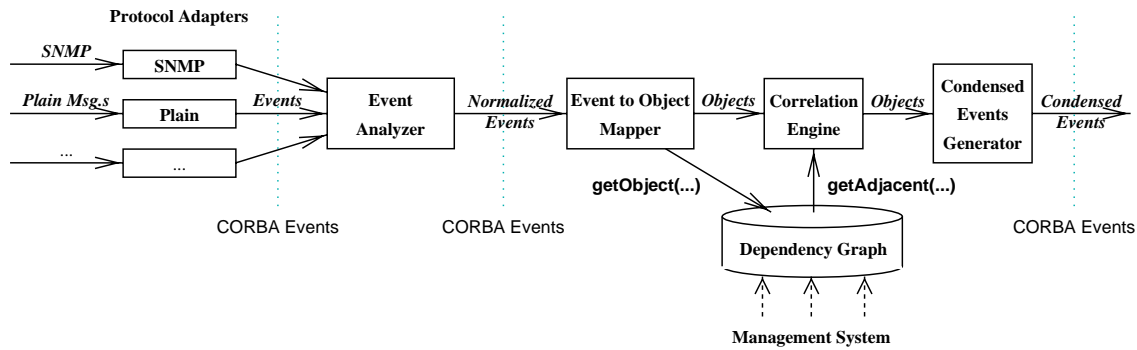 Protocol Adapters
SNMP
SNMP
Plain Msg.s
Plain
...
...
Events
Event
Analyzer
Normalized
Events
Event to Object
Mapper
Objects
Correlation
Engine
Objects
Condensed
Events
Generator
Condensed
Events
getObject(...)
getAdjacent(...)
CORBA Events
CORBA Events
CORBA Events
Dependency Graph
Management System